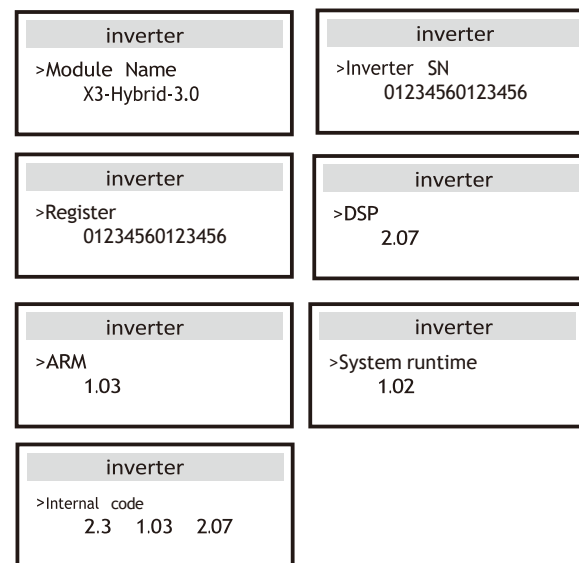 inverter
>Module Name
X3-Hybrid-3.0
inverter
>Inverter SN
01234560123456
inverter
>Register
01234560123456
inverter
>DSP
2.07
inverter
>ARM
1.03
inverter
>System runtime
1.02
inverter
>Internal code
2.3 1.03 2.07